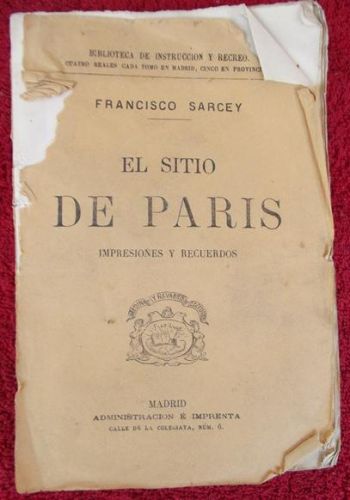 BIBLIOTECA DE INSTRUCCION Y RECREO.
CUATRO REALES CADA TOMO EN MADRID, CINCO EN PROVINC
FRANCISCO SARCEY
EL SITIO
DE PARIS
IMPRESIONES Y RECUERDOS
MADRID
ADMINISTRACION É IMPRENTA
CALLE DE LA COLEGIATA, NÚM. 6.